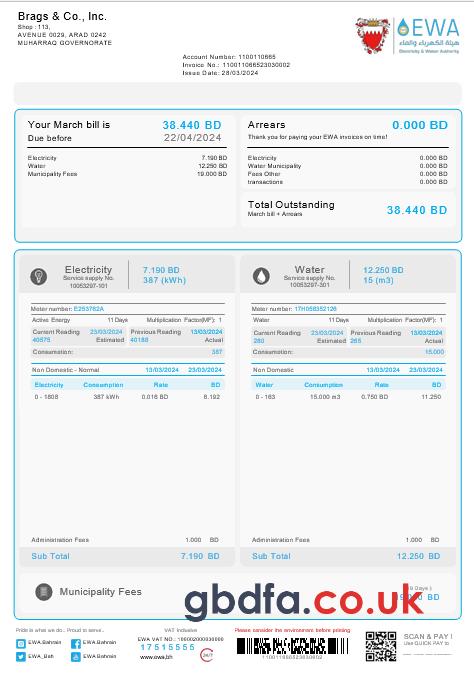 Brags & Co., Inc.
Shop :113,
AVENUE 0029, ARAD 0242
MUHARRAQ GOVERNORATE
EWA
هيئة الكهرباء والماء
Electricity & Water Authority
Account Number: 1100110665
Invoice No.: 110011066523030002
Issue Date: 28/03/2024
Your March bill is 38.440 BD
Due before 22/04/2024
Electricity 7.190 BD
Water 12.250 BD
Municipality Fees 19.000 BD
Arrears 0.000 BD
Thank you for paying your EWA invoices on time!
Electricity 0.000 BD
Water Municipality 0.000 BD
Fees Other 0.000 BD
transactions 0.000 BD
Total Outstanding
March bill + Arrears
38.440 BD
Electricity
Service supply No.
10053297-101
7.190 BD
387 (kWh)
Meter number: E253762A
Active Energy 11 Days Multiplication Factor(MF): 1
Current Reading 23/03/2024 Previous Reading 13/03/2024
40575 Estimated 40188 Actual
Consumption: 387
Non Domestic - Normal 13/03/2024 23/03/2024
Electricity Consumption Rate BD
0 - 1808 387 kWh 0.016 BD 6.192
Administration Fees 1.000 BD
Sub Total 7.190 BD
Water
Service supply No.
10053297-301
12.250 BD
15 (m3)
Meter number: 17H058352126
Water 11 Days Multiplication Factor(MF): 1
Current Reading 23/03/2024 Previous Reading 13/03/2024
280 Estimated 265 Actual
Consumption: 15.000
Non Domestic 13/03/2024 23/03/2024
Water Consumption Rate BD
0 - 163 15.000 m3 0.750 BD 11.250
Administration Fees 1.000 BD
Sub Total 12.250 BD
Municipality Fees
gbdfa.co.uk
Pride in what we do.. Proud to serve..
EWA.Bahrain
EWA.Bahrain
EWA_Bah
EWA Bahrain
VAT Inclusive
17515555
www.ewa.bh
24/7
Please consider the environment before printing
SCAN & PAY !
Use QUICK PAY to